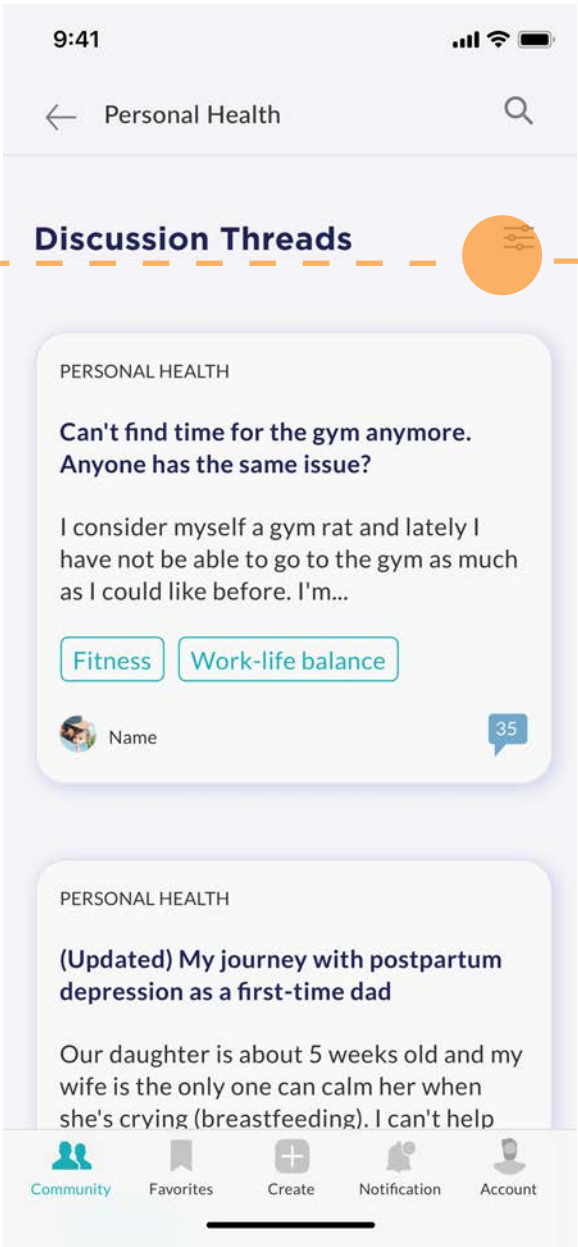 9:41
Personal Health
Discussion Threads
PERSONAL HEALTH
Can't find time for the gym anymore.
Anyone has the same issue?
I consider myself a gym rat and lately I
have not be able to go to the gym as much
as I could like before. I'm...
Fitness Work-life balance
Name 35
PERSONAL HEALTH
(Updated) My journey with postpartum
depression as a first-time dad
Our daughter is about 5 weeks old and my
wife is the only one can calm her when
she's crying (breastfeeding). I can't help
Community Favorites Create Notification Account